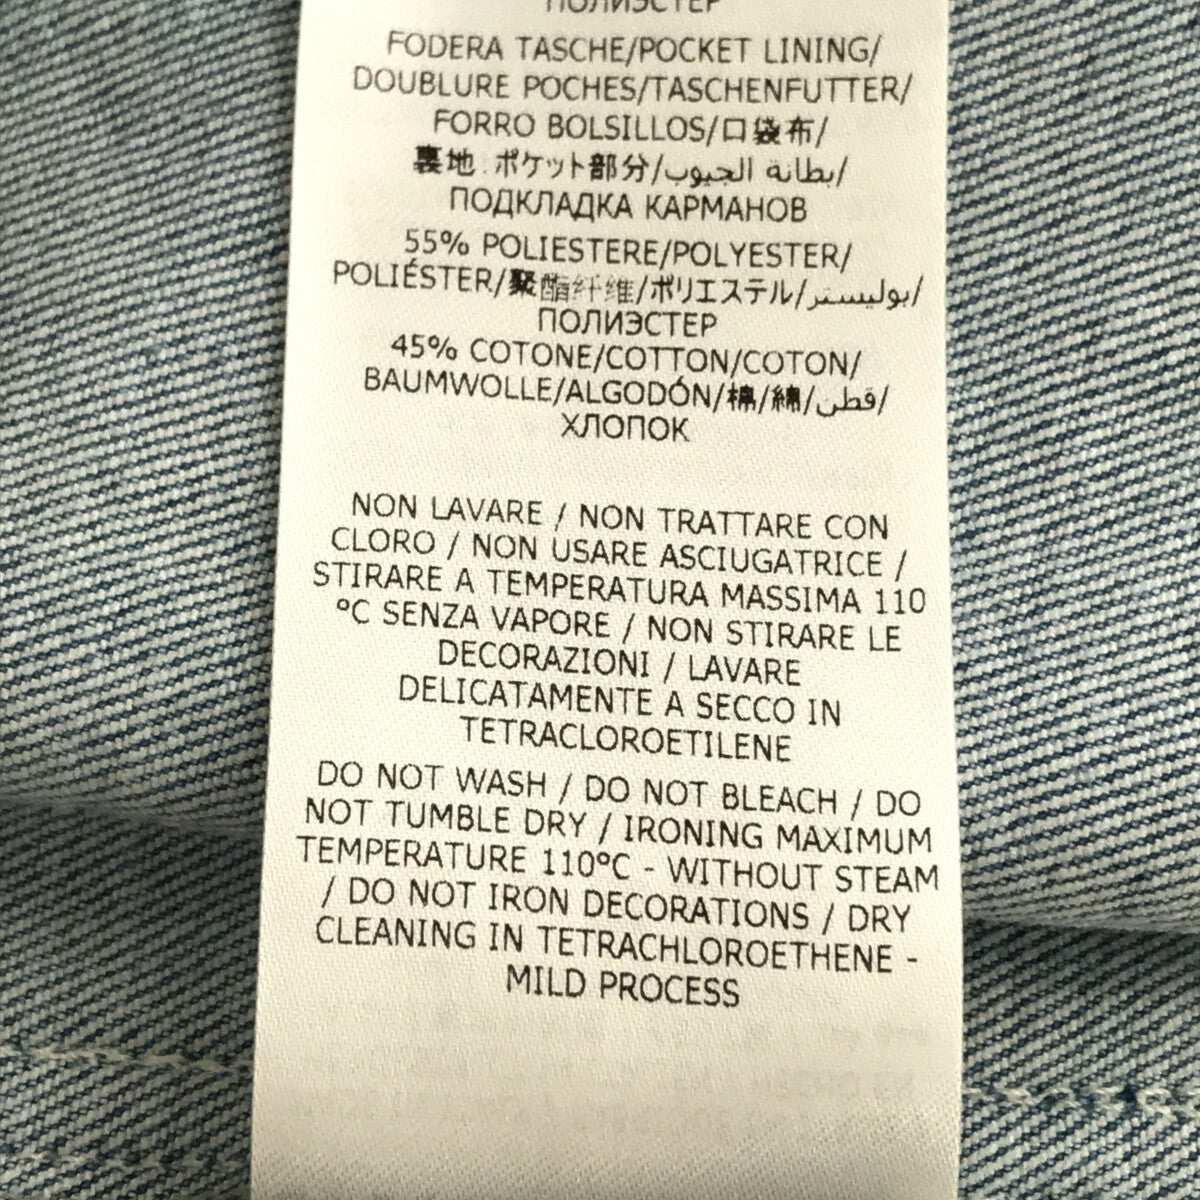 ПОЛИЭСТЕР
FODERA TASCHE/POCKET LINING/
DOUBLURE POCHES/TASCHENFUTTER/
FORRO BOLSILLOS/口袋布/
裏地:ポケット部分/بطانة الجيوب/
ПОДКЛАДКА КАРМАНОВ
55% POLIESTERE/POLYESTER/
POLIÉSTER/聚酯纤维/ポリエステル/بوليستر/
ПОЛИЭСТЕР
45% COTONE/COTTON/COTON/
BAUMWOLLE/ALGODÓN/棉/綿/قطن/
ХЛОПОК
NON LAVARE / NON TRATTARE CON
CLORO / NON USARE ASCIUGATRICE /
STIRARE A TEMPERATURA MASSIMA 110
°C SENZA VAPORE / NON STIRARE LE
DECORAZIONI / LAVARE
DELICATAMENTE A SECCO IN
TETRACLOROETILENE
DO NOT WASH / DO NOT BLEACH / DO
NOT TUMBLE DRY / IRONING MAXIMUM
TEMPERATURE 110°C - WITHOUT STEAM
/ DO NOT IRON DECORATIONS / DRY
CLEANING IN TETRACHLOROETHENE -
MILD PROCESS